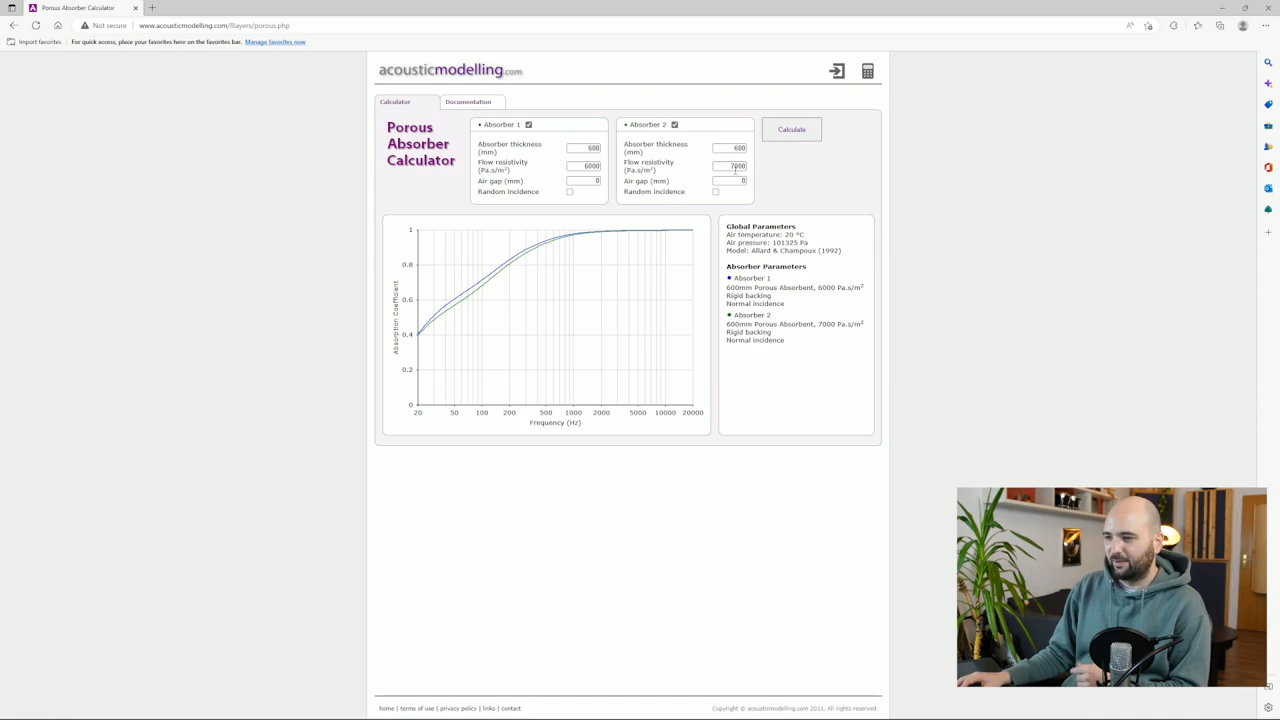 Porous Absorber Calculator
Not secure
www.acousticmodelling.com/8layers/porous.php
Import favorites
For quick access, place your favorites here on the favorites bar. Manage favorites now
acousticmodelling.com
Calculator
Documentation
Porous
Absorber
Calculator
Absorber 1
Absorber thickness
(mm)
600
Flow resistivity
(Pa.s/m²)
6000
Air gap (mm)
0
Random incidence
Absorber 2
Absorber thickness
(mm)
600
Flow resistivity
(Pa.s/m²)
7000
Air gap (mm)
0
Random incidence
Calculate
Absorption Coefficient
1
0.8
0.6
0.4
0.2
0
20 50 100 200 500 1000 2000 5000 10000 20000
Frequency (Hz)
Global Parameters
Air temperature: 20 °C
Air pressure: 101325 Pa
Model: Allard & Champoux (1992)
Absorber Parameters
Absorber 1
600mm Porous Absorbent, 6000 Pa.s/m²
Rigid backing
Normal incidence
Absorber 2
600mm Porous Absorbent, 7000 Pa.s/m²
Rigid backing
Normal incidence
home | terms of use | privacy policy | links | contact
Copyright © acousticmodelling.com 2011. All rights reserved.